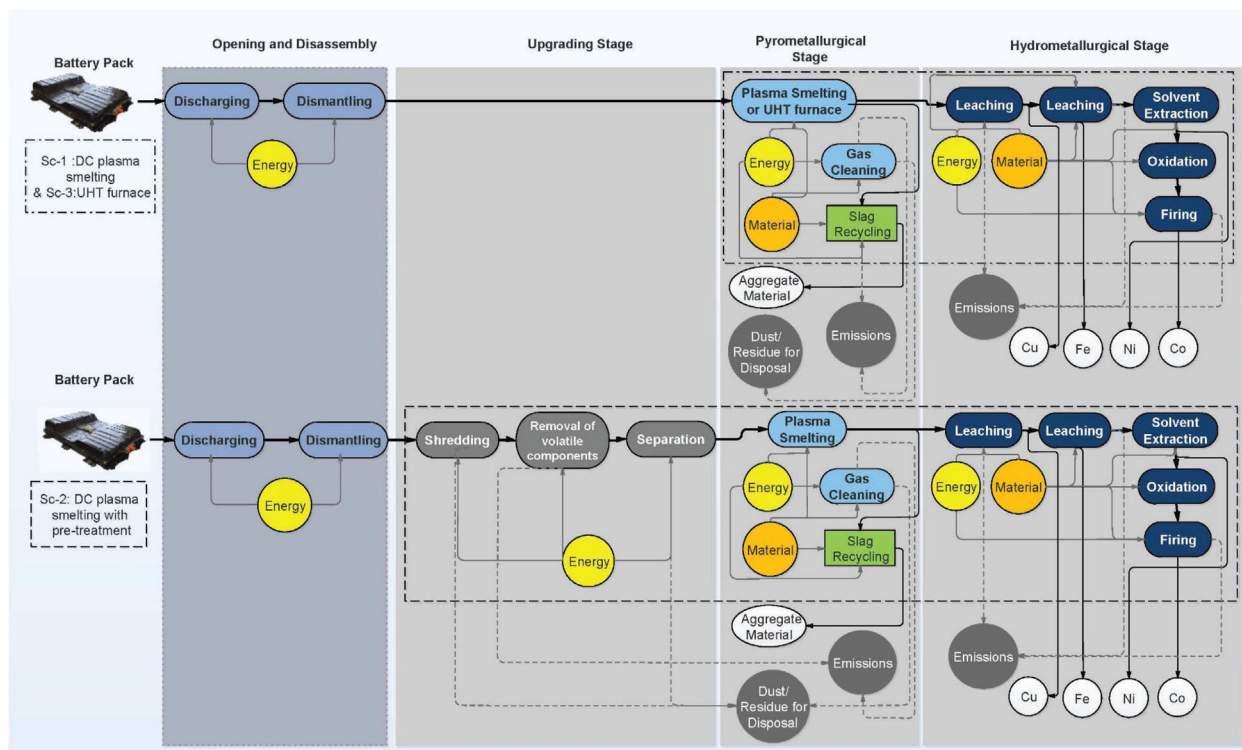 Opening and Disassembly
Upgrading Stage
Pyrometallurgical
Stage
Hydrometallurgical Stage
Battery Pack
Discharging
Dismantling
Energy
Sc-1 :DC plasma
smelting
& Sc-3:UHT furnace
Plasma Smelting
or UHT furnace
Energy
Gas
Cleaning
Material
Slag
Recycling
Aggregate
Material
Emissions
Dust/
Residue for
Disposal
Leaching
Leaching
Solvent
Extraction
Energy
Material
Oxidation
Firing
Emissions
Cu
Fe
Ni
Co
Battery Pack
Discharging
Dismantling
Energy
Sc-2: DC plasma
smelting with
pre-treatment
Shredding
Removal of
volatile
components
Separation
Energy
Plasma
Smelting
Energy
Gas
Cleaning
Material
Slag
Recycling
Aggregate
Material
Emissions
Dust/
Residue for
Disposal
Leaching
Leaching
Solvent
Extraction
Energy
Material
Oxidation
Firing
Emissions
Cu
Fe
Ni
Co